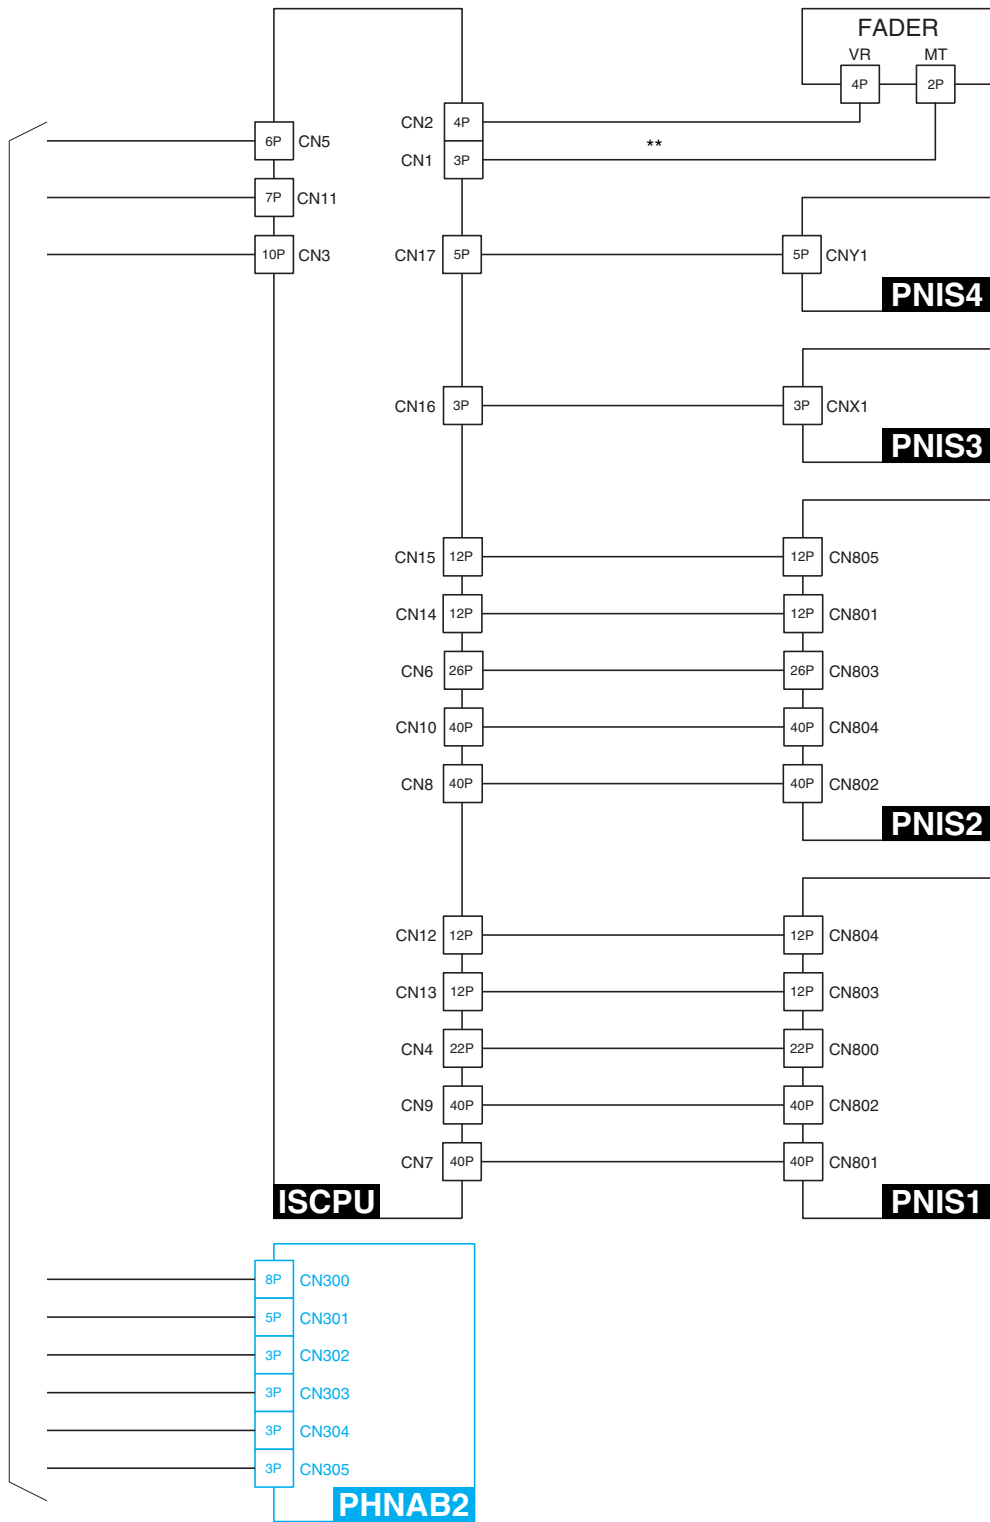 FADER
VR MT
4P 2P
CN2 4P
6P CN5
**
CN1 3P
7P CN11
10P CN3 CN17 5P 5P CNY1
PNIS4
CN16 3P 3P CNX1
PNIS3
CN15 12P 12P CN805
CN14 12P 12P CN801
CN6 26P 26P CN803
CN10 40P 40P CN804
CN8 40P 40P CN802
PNIS2
CN12 12P 12P CN804
CN13 12P 12P CN803
CN4 22P 22P CN800
CN9 40P 40P CN802
CN7 40P 40P CN801
ISCPU PNIS1
8P CN300
5P CN301
3P CN302
3P CN303
3P CN304
3P CN305
PHNAB2